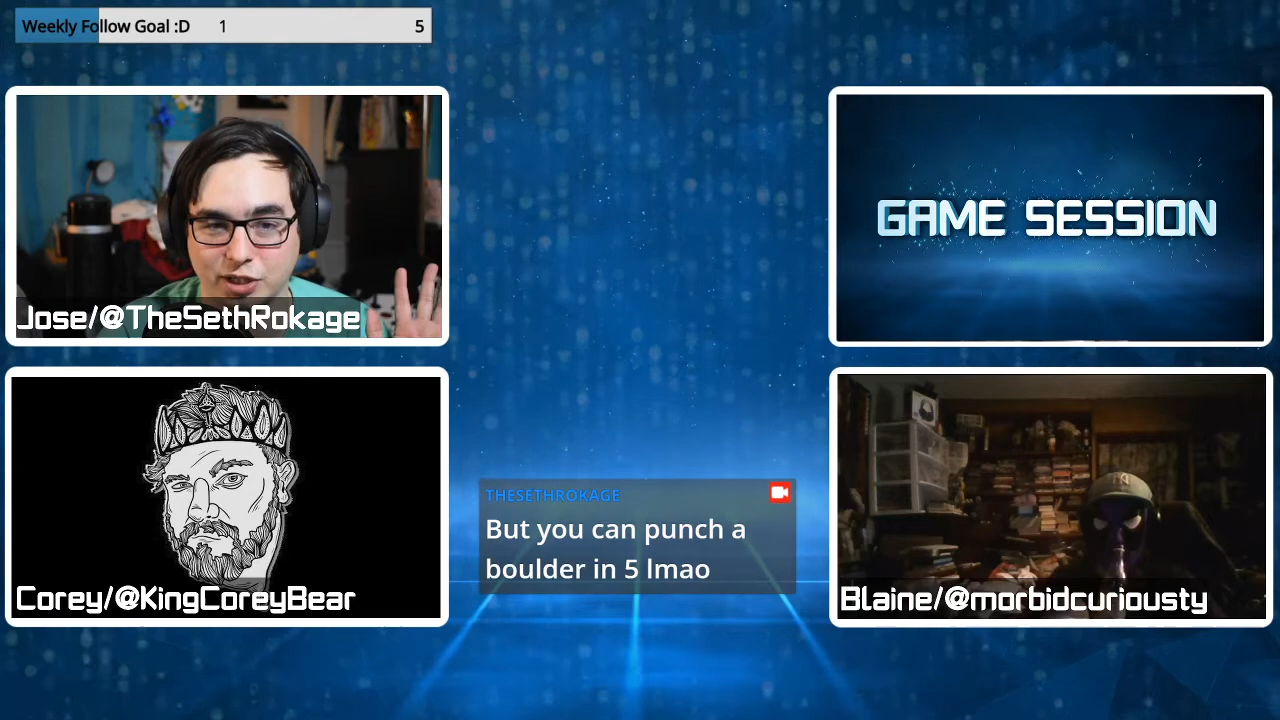 Weekly Follow Goal :D 1 5
Jose/@TheSethRokage
GAME SESSION
Corey/@KingCoreyBear
THESETHROKAGE
But you can punch a
boulder in 5 lmao
Blaine/@morbidcuriousty